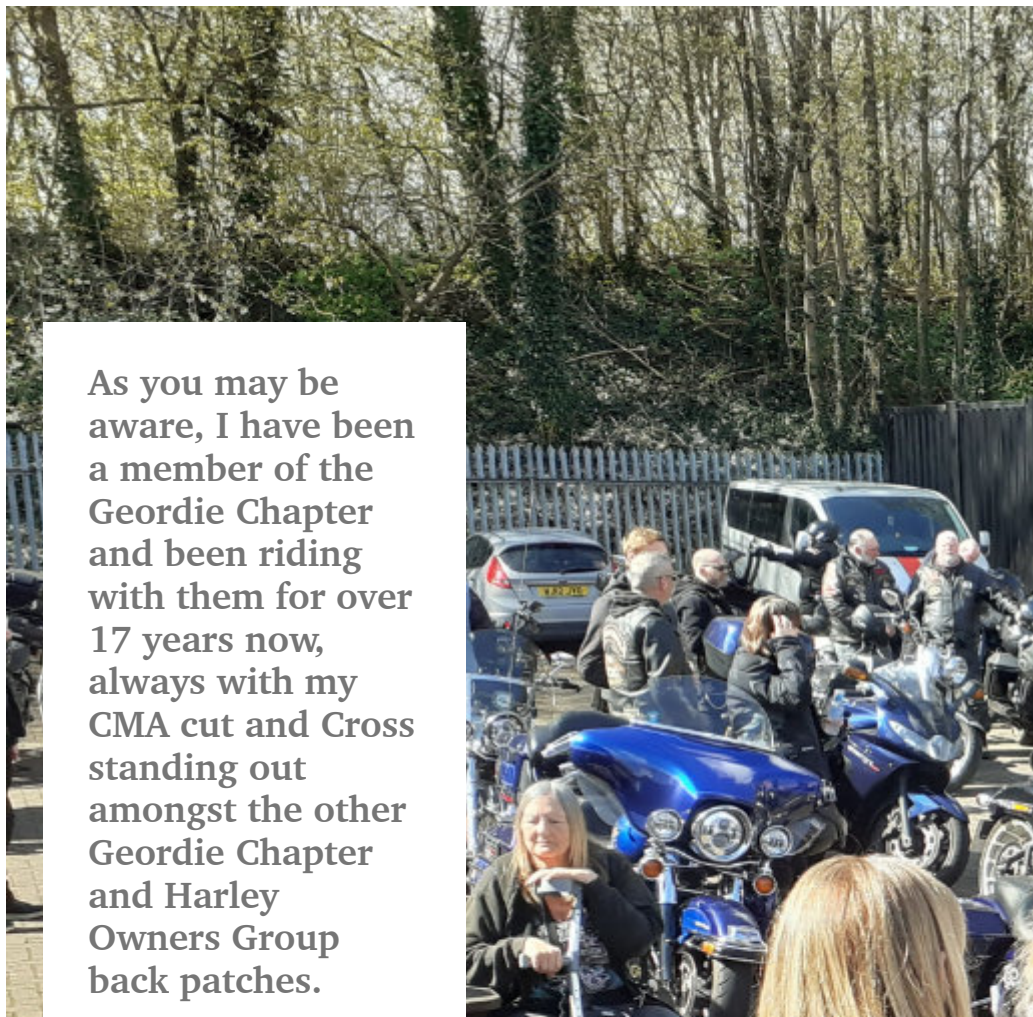 As you may be
aware, I have been
a member of the
Geordie Chapter
and been riding
with them for over
17 years now,
always with my
CMA cut and Cross
standing out
amongst the other
Geordie Chapter
and Harley
Owners Group
back patches.